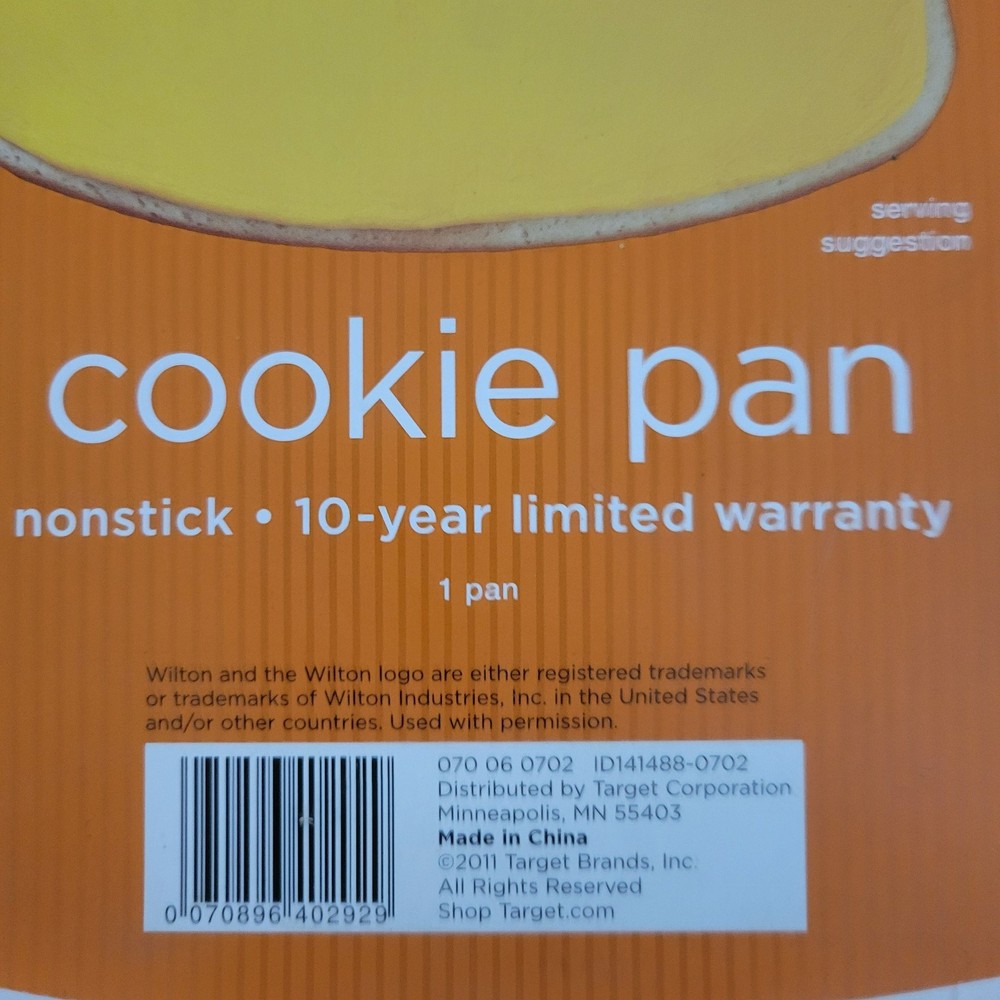 serving
suggestion
cookie pan
nonstick • 10-year limited warranty
1 pan
Wilton and the Wilton logo are either registered trademarks
or trademarks of Wilton Industries, Inc. in the United States
and/or other countries. Used with permission.
070 06 0702 ID141488-0702
Distributed by Target Corporation
Minneapolis, MN 55403
Made in China
©2011 Target Brands, Inc.
All Rights Reserved
Shop Target.com
0 070896 402929